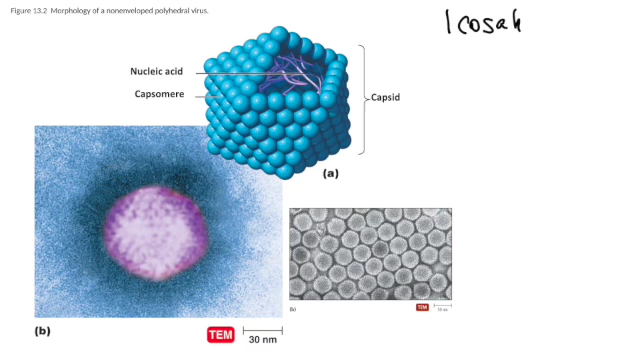 Figure 13.2 Morphology of a nonenveloped polyhedral virus.
Icosah
Nucleic acid
Capsomere
Capsid
(a)
(b)
TEM
30 nm
TEM